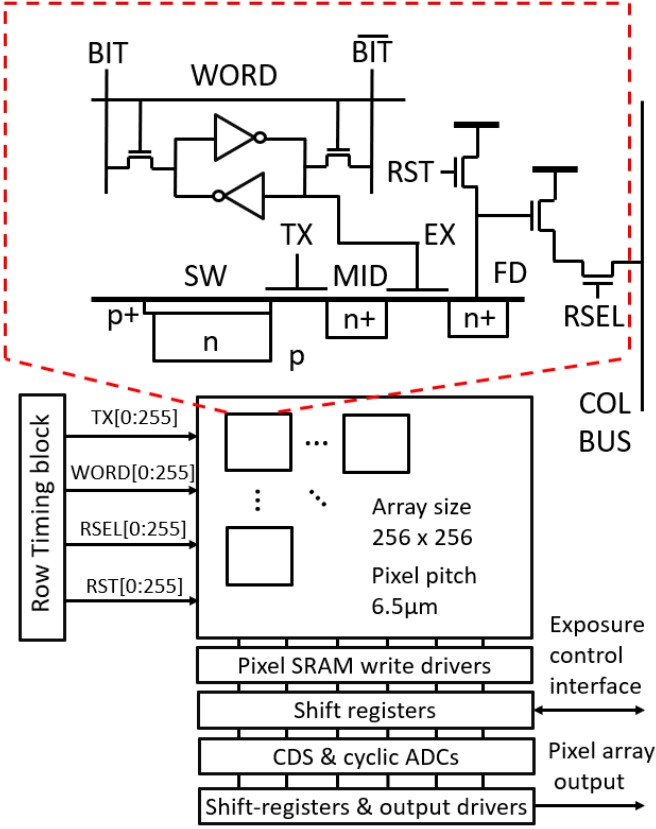 BIT
BIT
WORD
RST
TX
EX
SW
MID
FD
p+
n+
n+
RSEL
n
p
COL
BUS
Row Timing block
TX[0:255]
WORD[0:255]
RSEL[0:255]
RST[0:255]
...
Array size
256 x 256
Pixel pitch
6.5μm
Pixel SRAM write drivers
Shift registers
CDS & cyclic ADCs
Shift-registers & output drivers
Exposure
control
interface
Pixel array
output